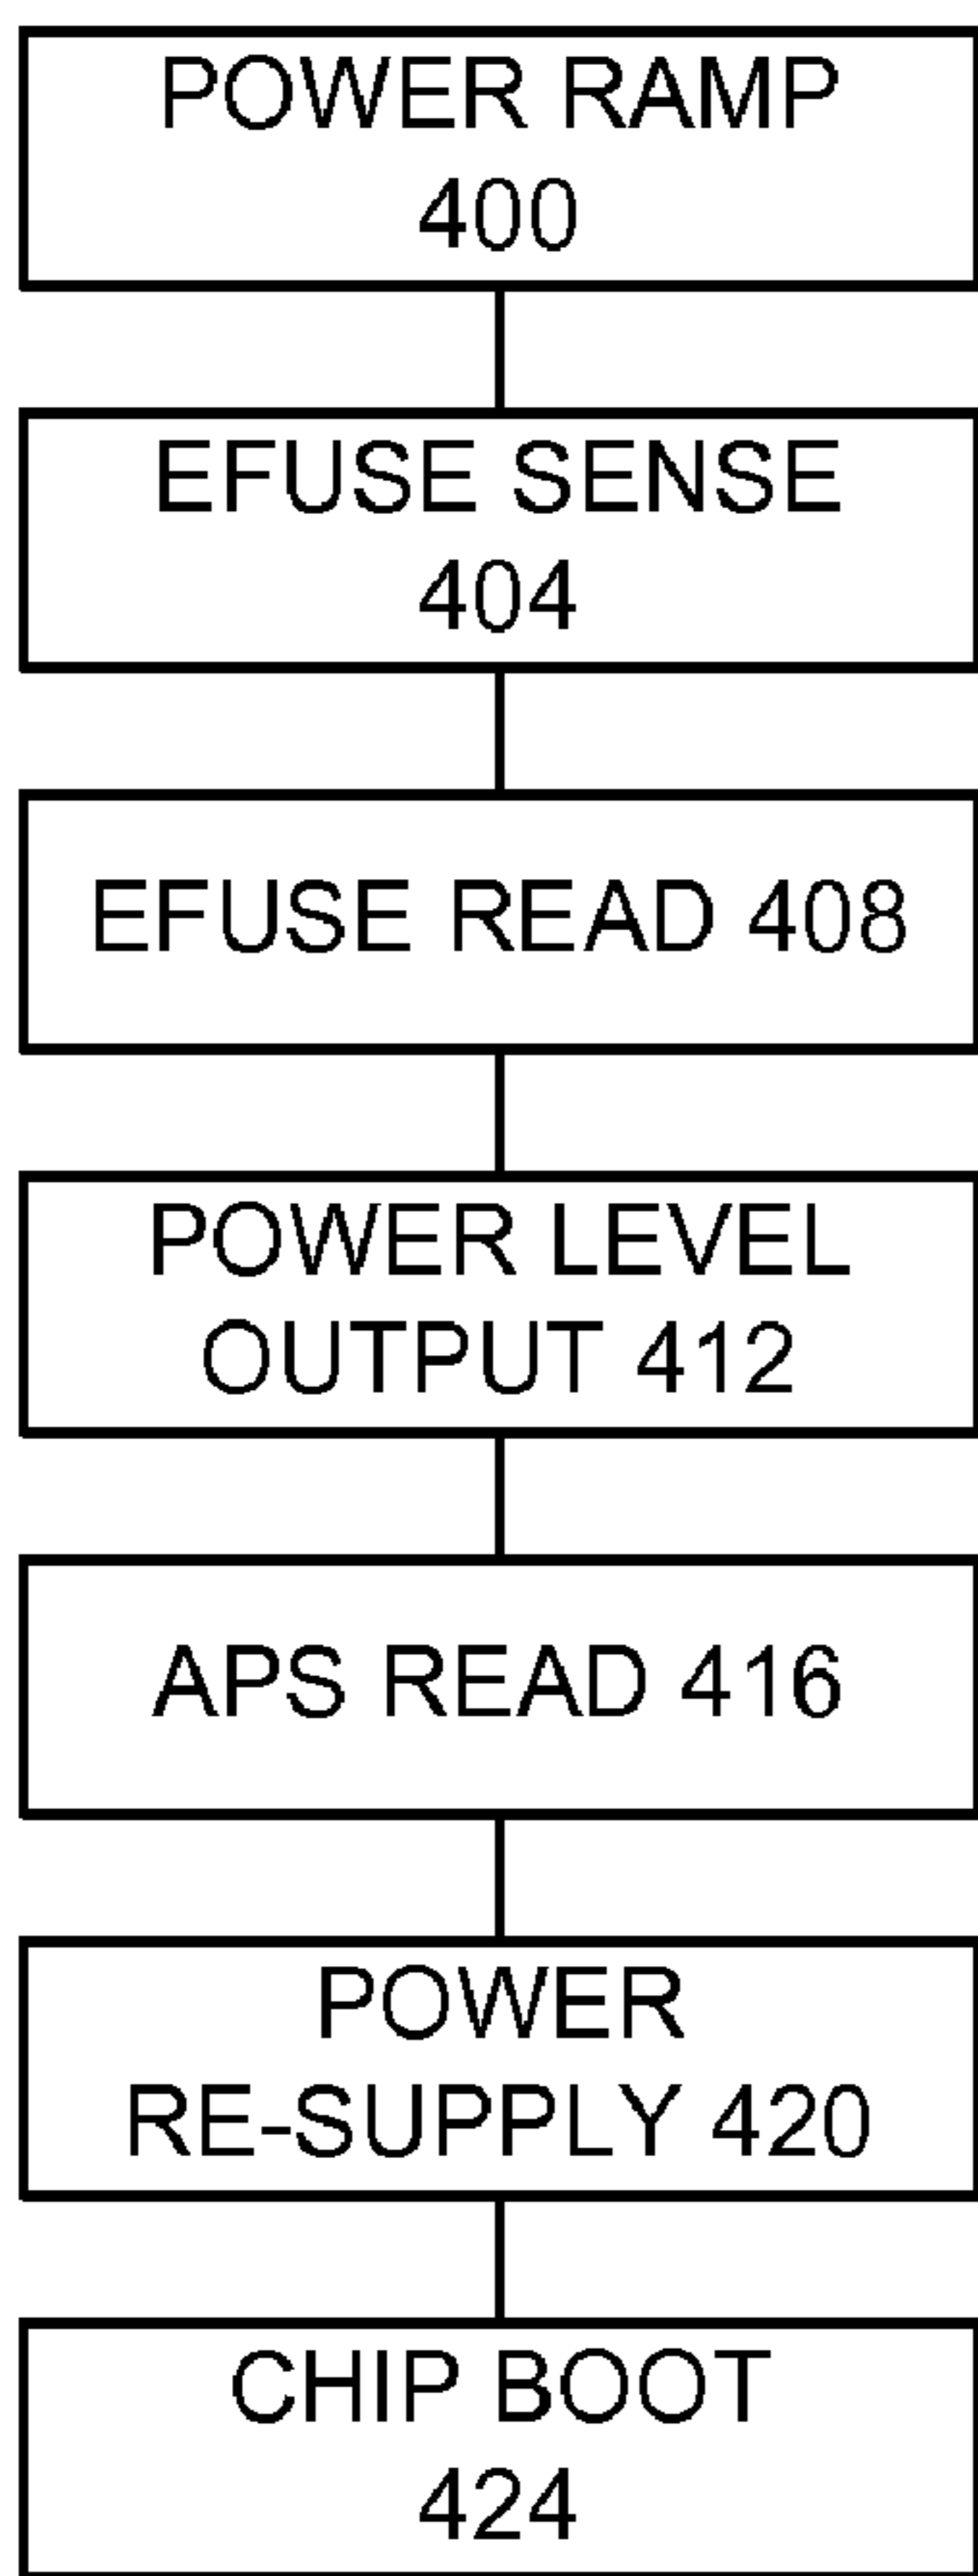 POWER RAMP
400
EFUSE SENSE
404
EFUSE READ 408
POWER LEVEL
OUTPUT 412
APS READ 416
POWER
RE-SUPPLY 420
CHIP BOOT
424